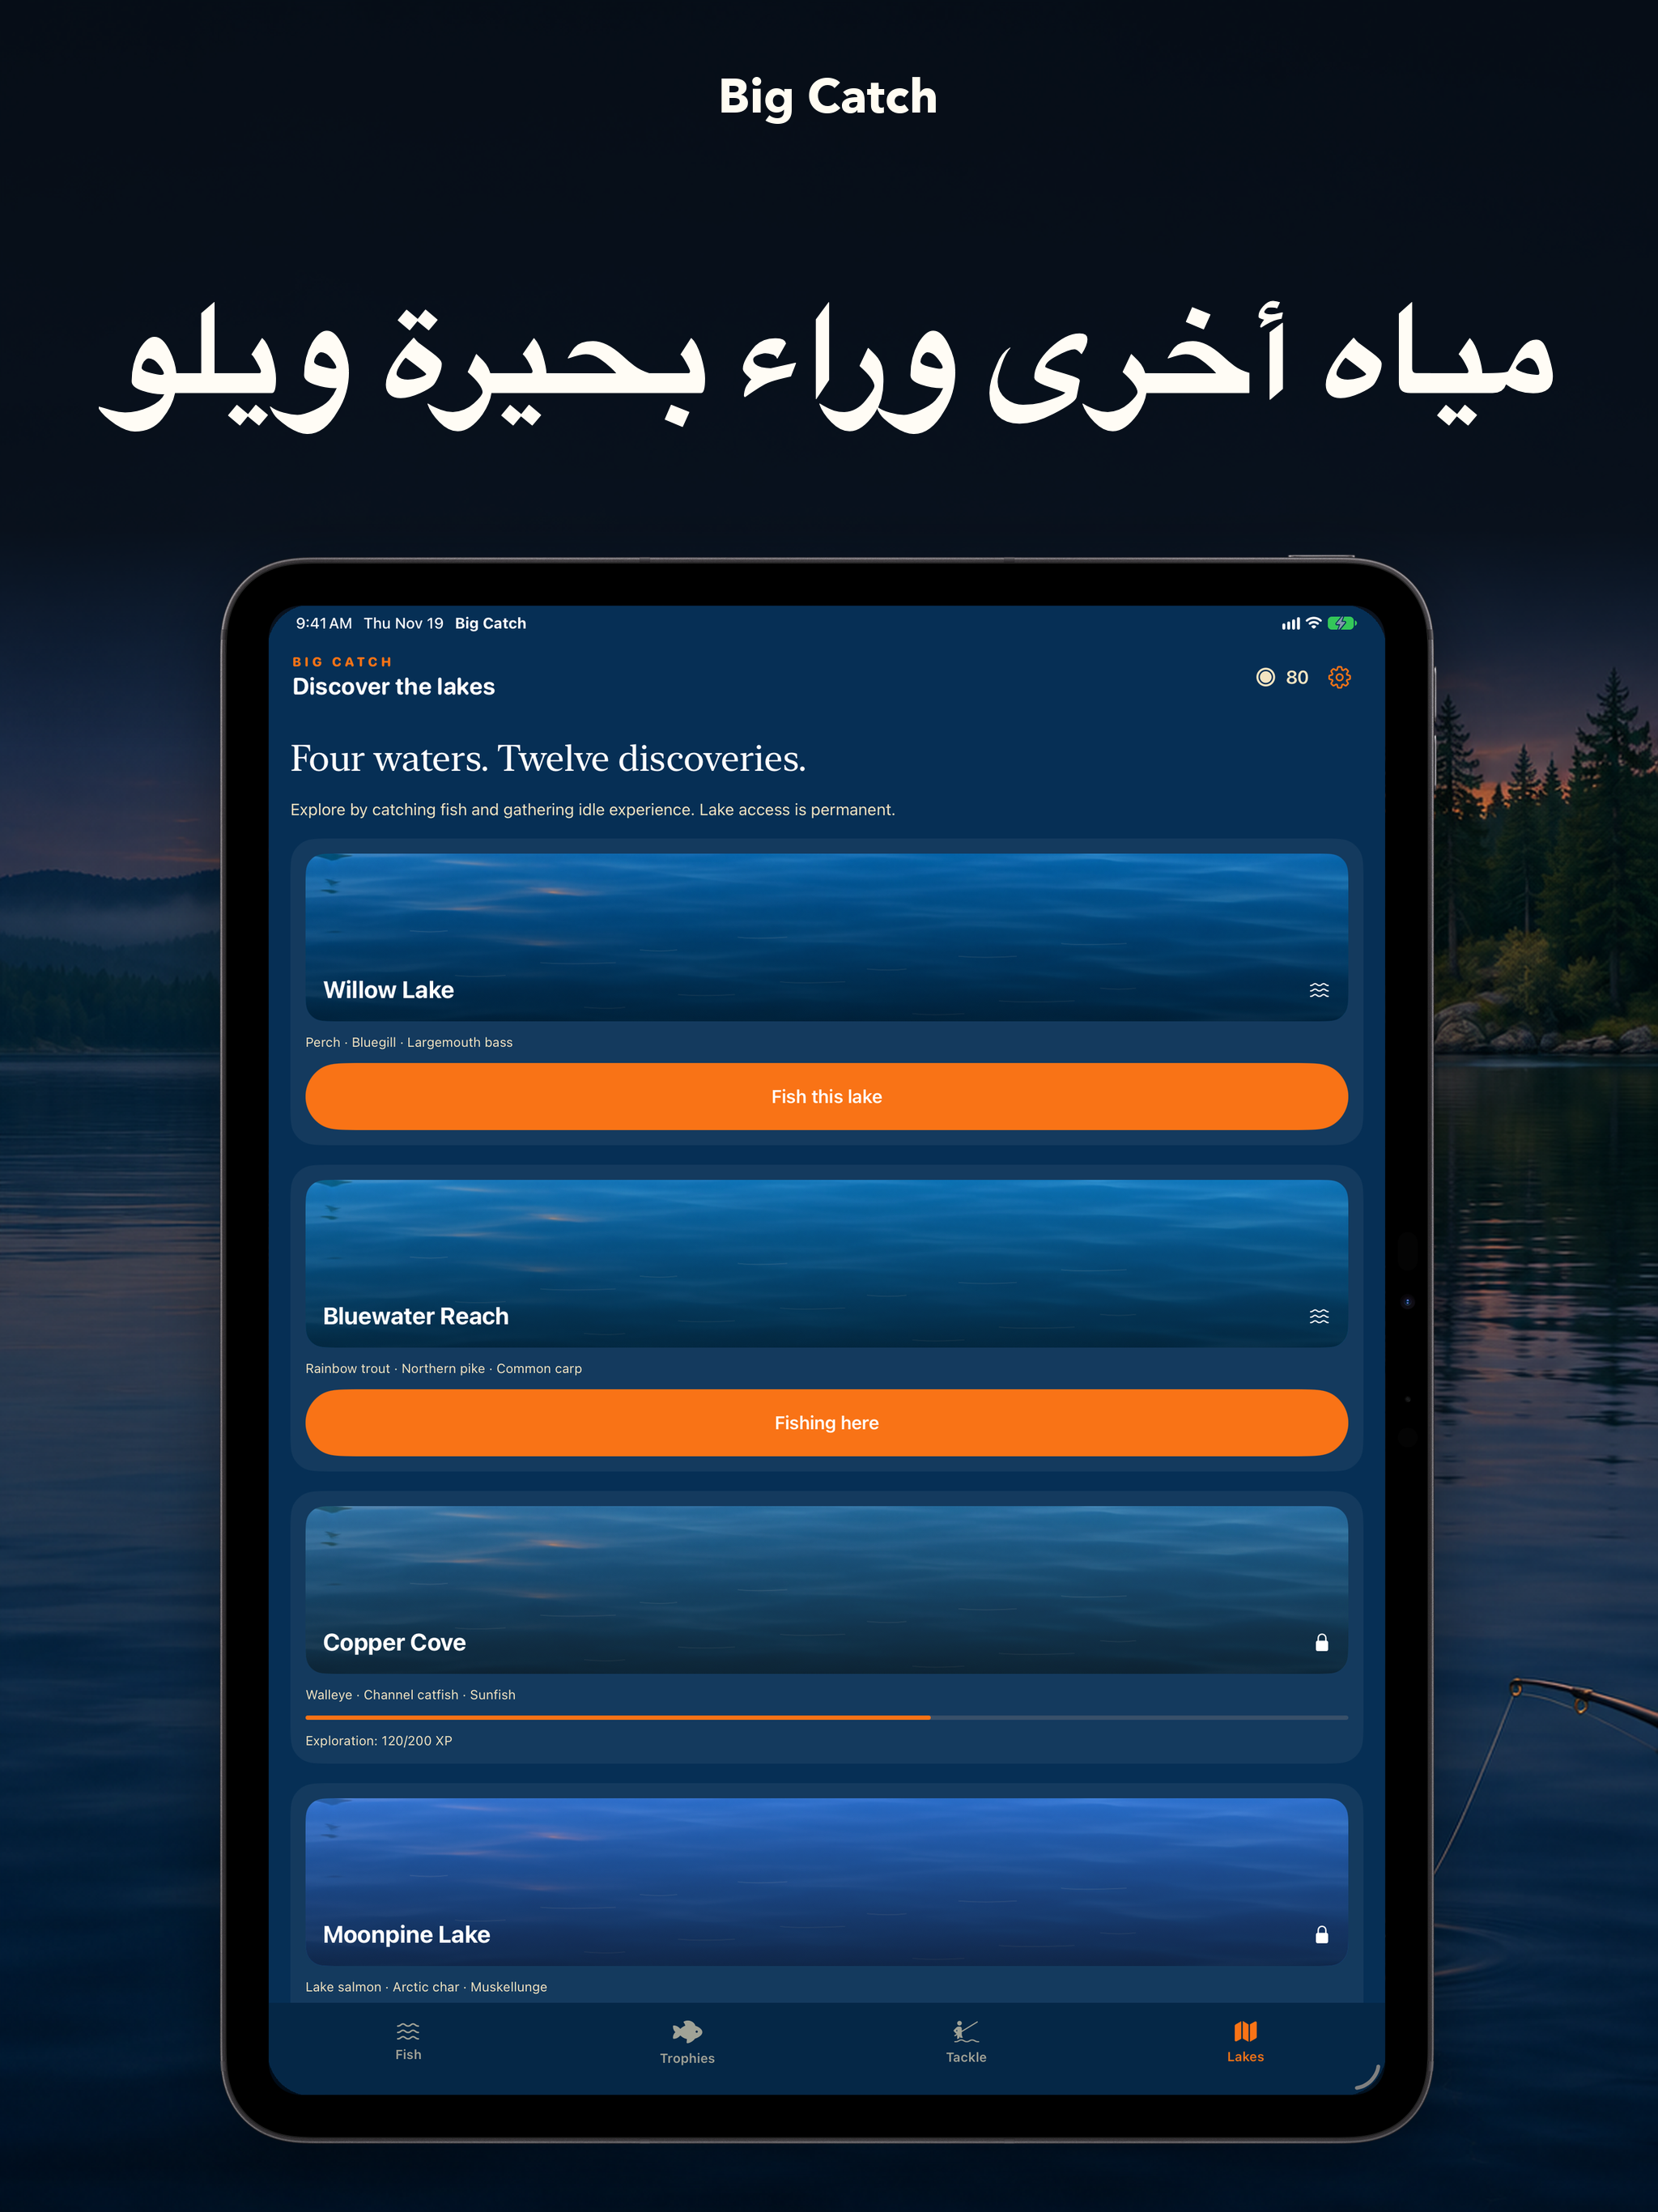 Big Catch
مياه أخرى وراء بحيرة ويلو
9:41 AM Thu Nov 19 Big Catch
BIG CATCH
Discover the lakes
80
Four waters. Twelve discoveries.
Explore by catching fish and gathering idle experience. Lake access is permanent.
Willow Lake
Perch · Bluegill · Largemouth bass
Fish this lake
Bluewater Reach
Rainbow trout · Northern pike · Common carp
Fishing here
Copper Cove
Walleye · Channel catfish · Sunfish
Exploration: 120/200 XP
Moonpine Lake
Lake salmon · Arctic char · Muskellunge
Fish Trophies Tackle Lakes